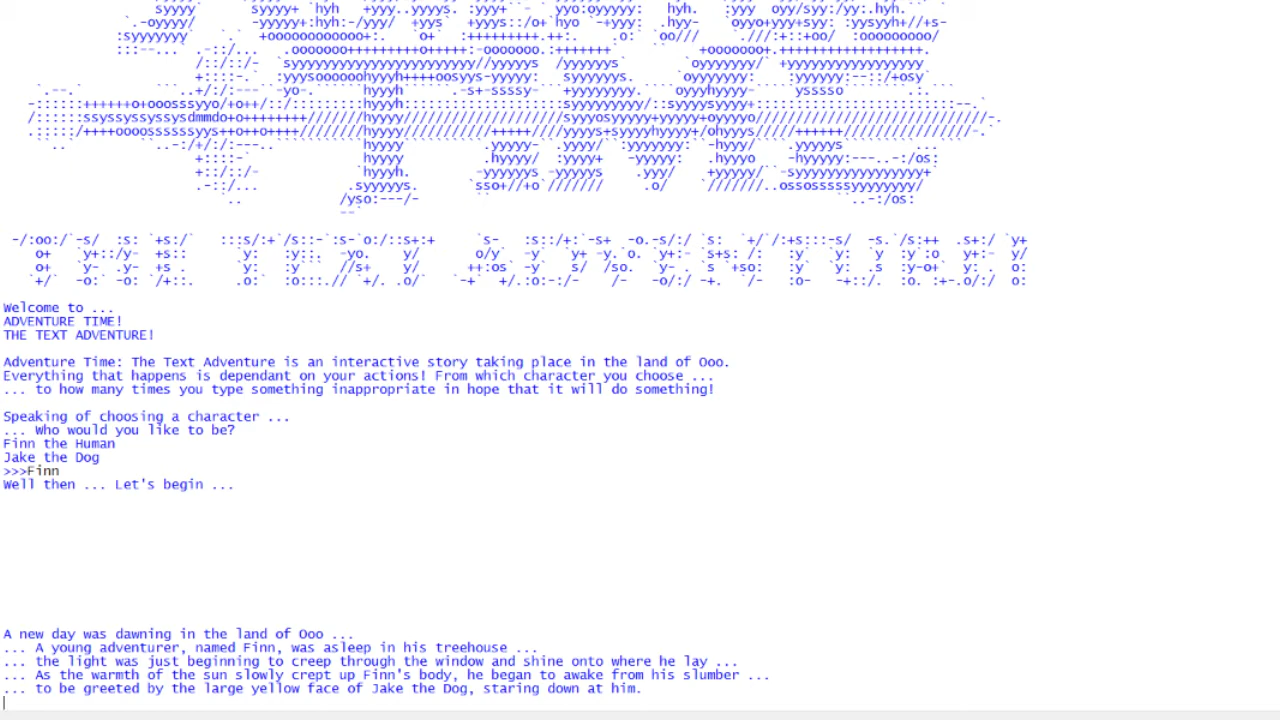 Welcome to ...
ADVENTURE TIME!
THE TEXT ADVENTURE!
Adventure Time: The Text Adventure is an interactive story taking place in the land of Ooo.
Everything that happens is dependant on your actions! From which character you choose ...
... to how many times you type something inappropriate in hope that it will do something!
Speaking of choosing a character ...
... Who would you like to be?
Finn the Human
Jake the Dog
>>>Finn
Well then ... Let's begin ...
A new day was dawning in the land of Ooo ...
... A young adventurer, named Finn, was asleep in his treehouse ...
... the light was just beginning to creep through the window and shine onto where he lay ...
... As the warmth of the sun slowly crept up Finn's body, he began to awake from his slumber ...
... to be greeted by the large yellow face of Jake the Dog, staring down at him.